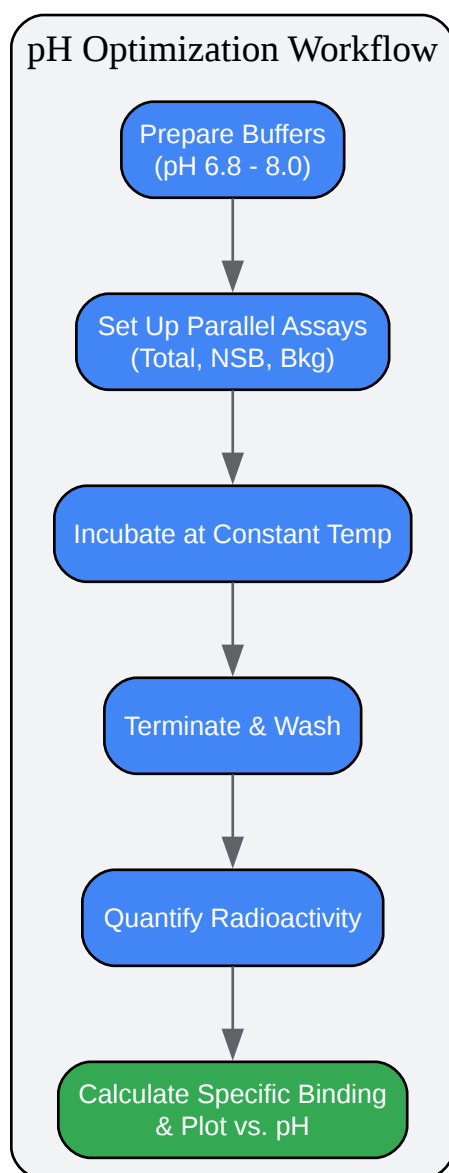 pH Optimization Workflow
Prepare Buffers
(pH 6.8 - 8.0)
Set Up Parallel Assays
(Total, NSB, Bkg)
Incubate at Constant Temp
Terminate & Wash
Quantify Radioactivity
Calculate Specific Binding
& Plot vs. pH